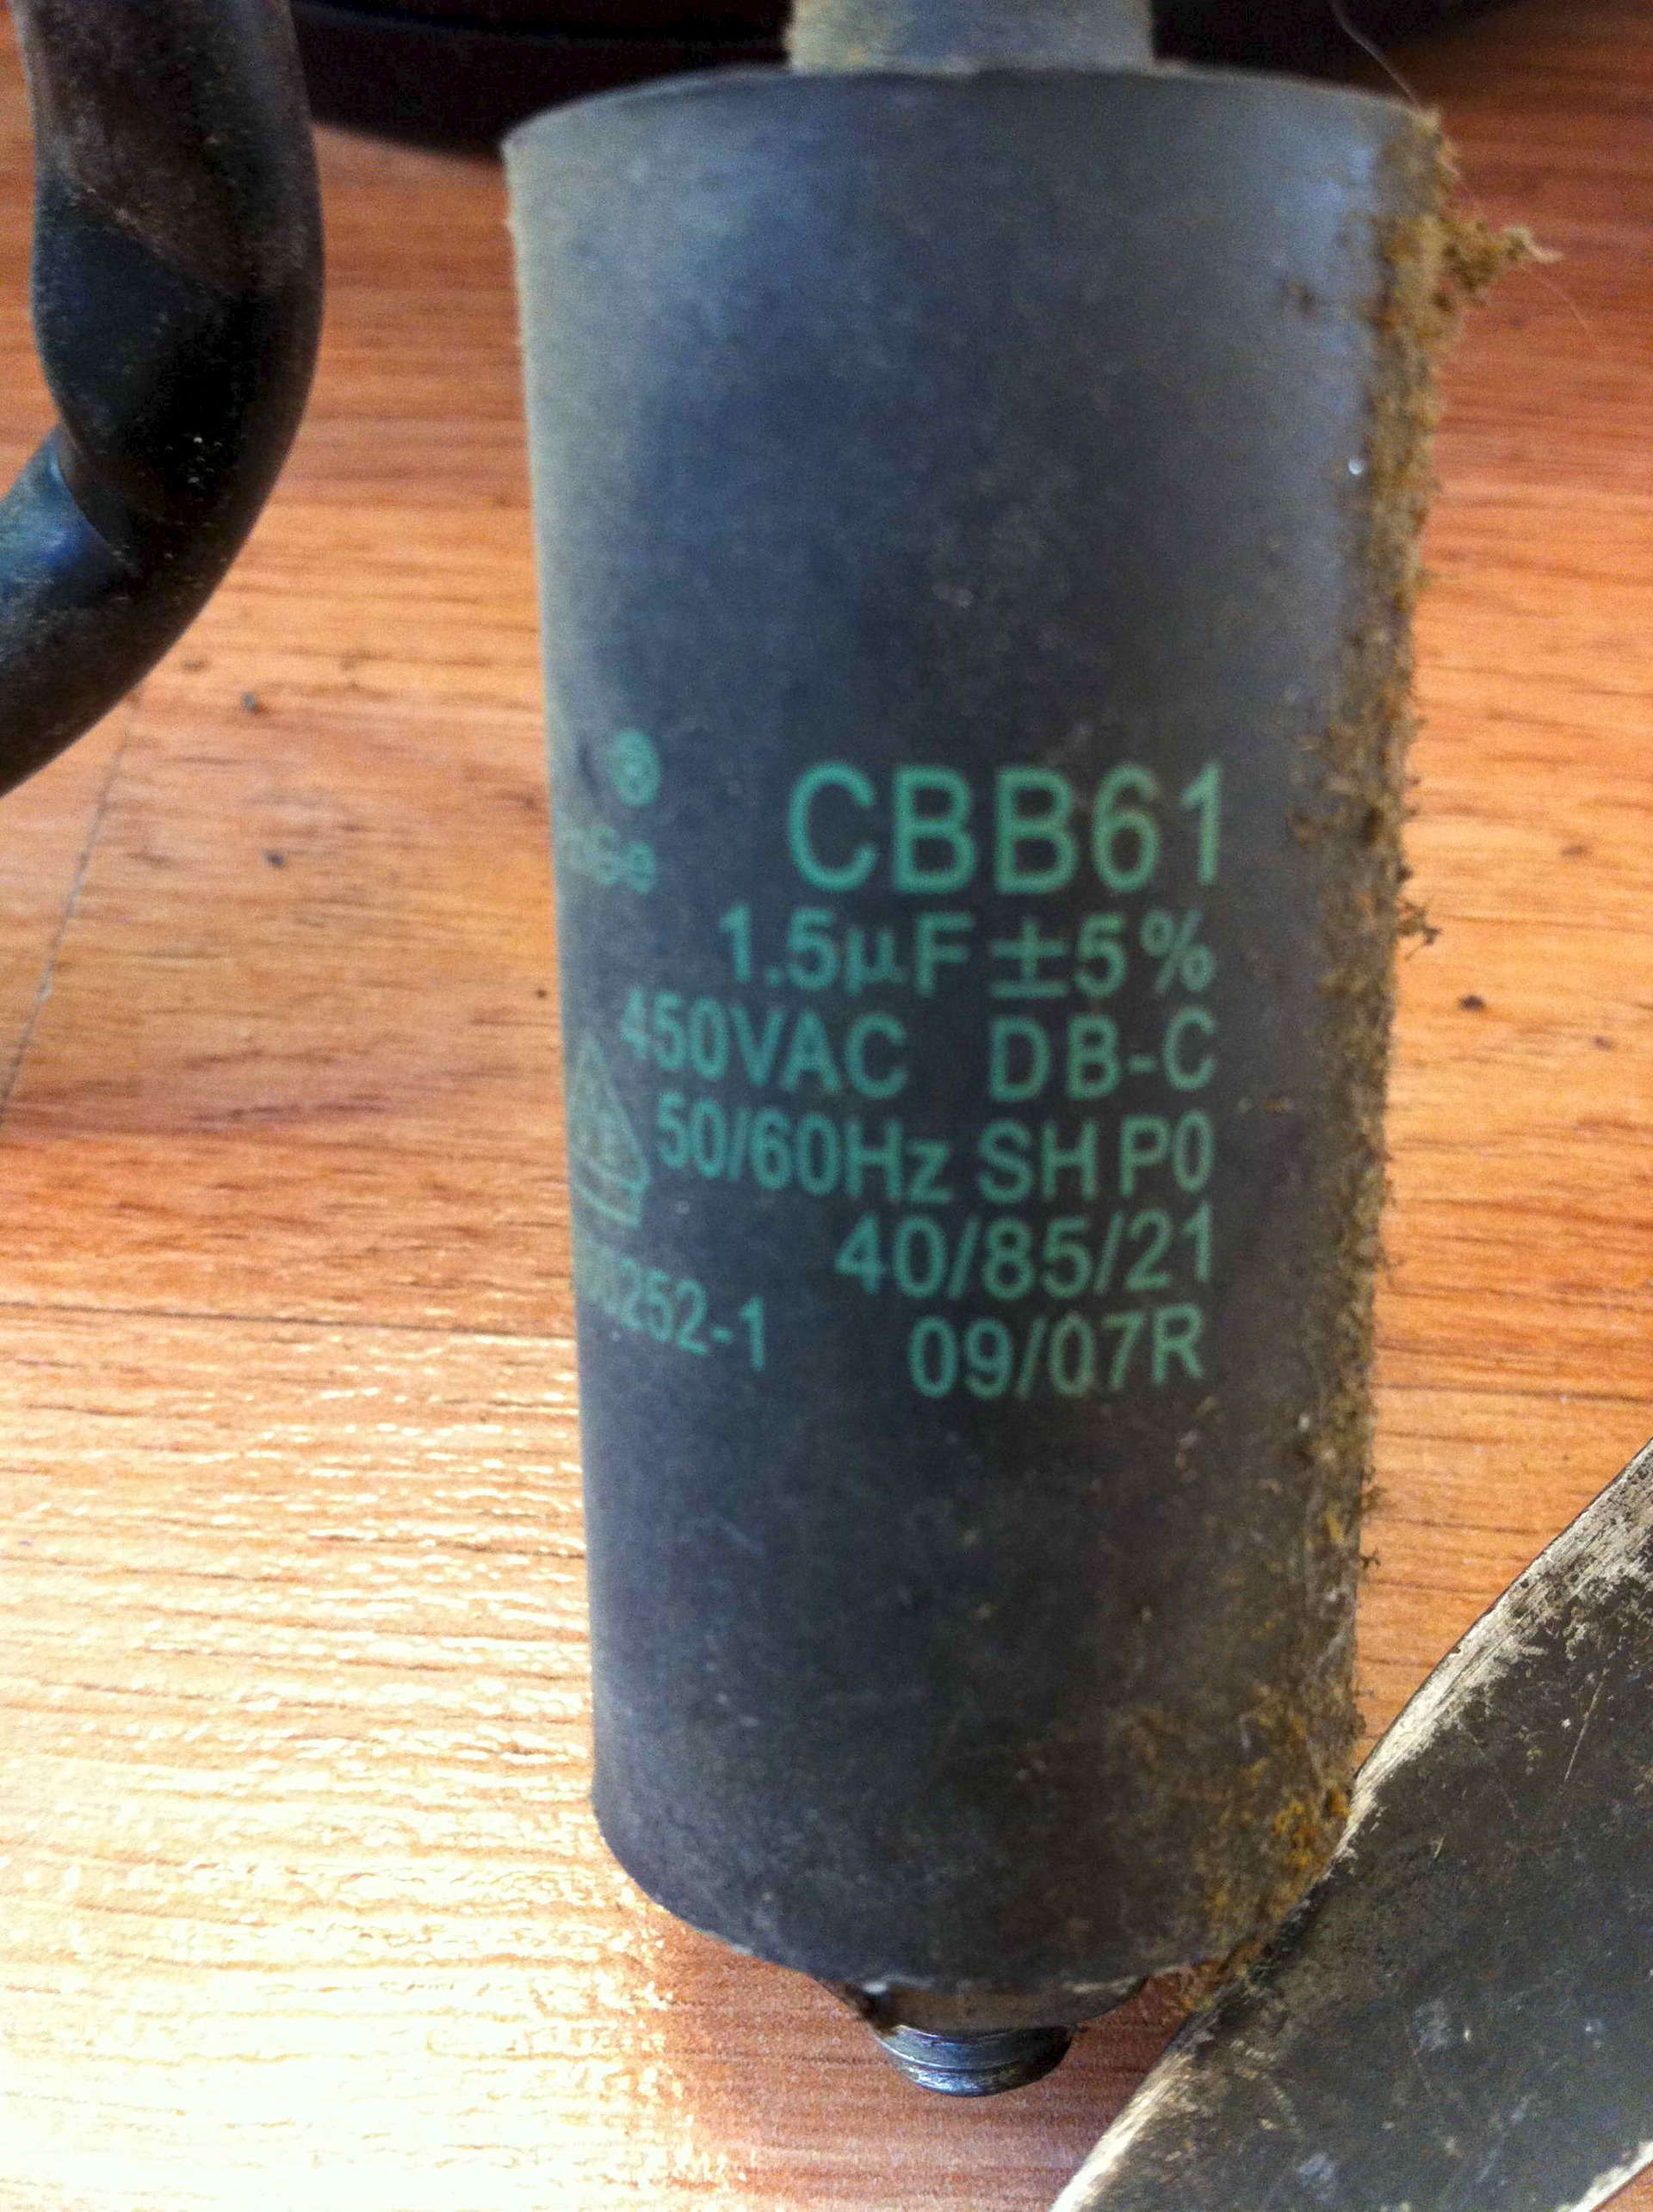 ®
CBB61
1.5µF ±5%
450VAC DB-C
50/60Hz SH P0
40/85/21
09/07R